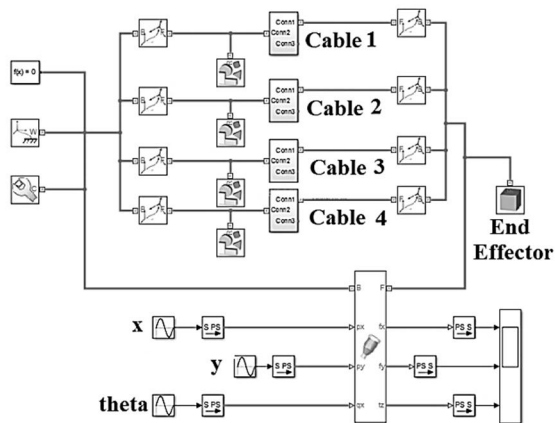 Conn1
B F Conn2 B F
Conn3
Cable 1
f(x) = 0
Conn1
B F Conn2 B F
Conn3
Cable 2
W
Conn1
B F Conn2 B F
Conn3
Cable 3
C
Conn1
B F Conn2 B F
Conn3
Cable 4
End
Effector
B F
x S PS px fx PS S
y S PS py fy PS S
theta S PS qx tz PS S